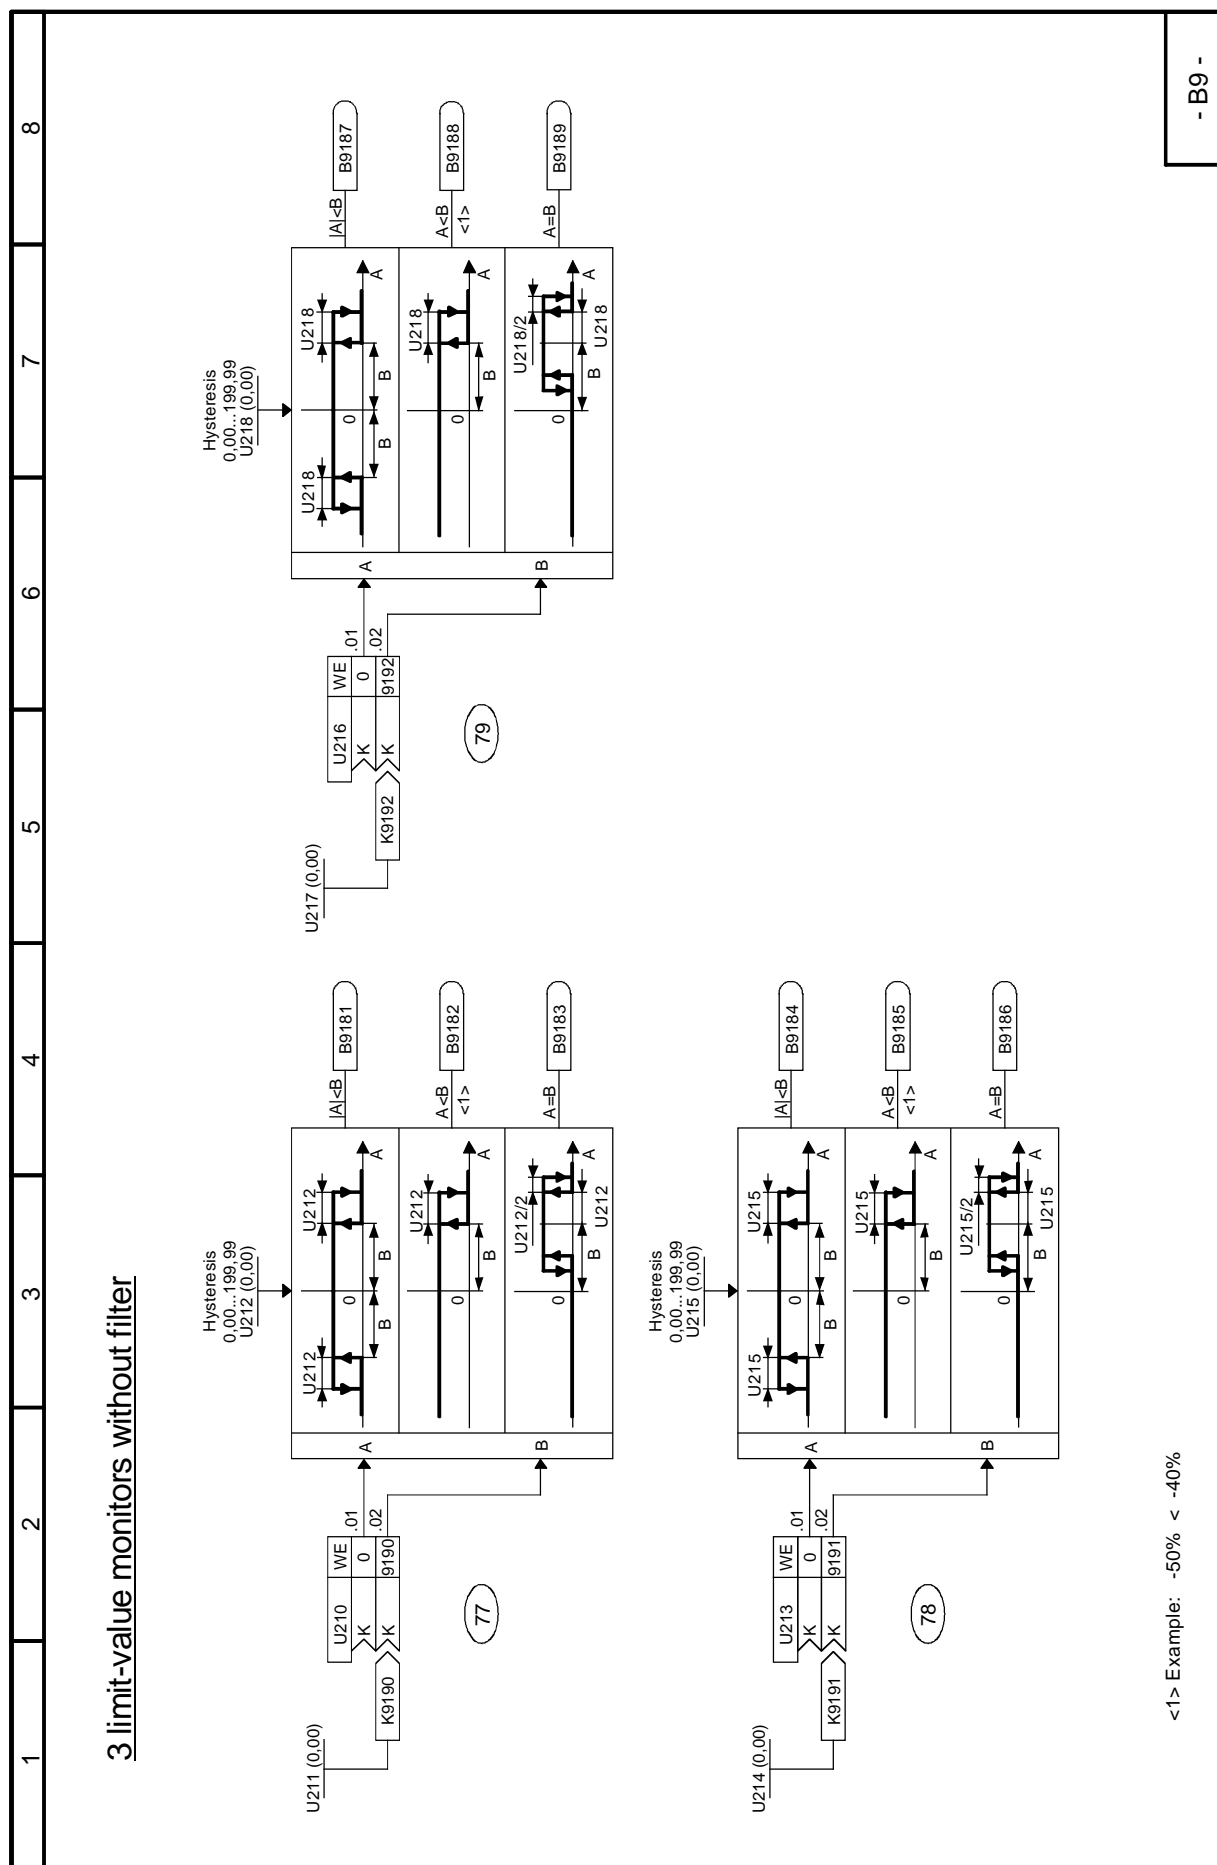 3 limit-value monitors without filter
1
2
3
4
5
6
7
8
Hysteresis
0,00...199,99
U212 (0,00)
U211 (0,00)
K9190
U210
WE
K
0
.01
K
9190
.02
77
A
B
U212
U212
B
B
0
A
|A|<B
B9181
U212
B
0
A
A<B
<1>
B9182
U212/2
B
U212
0
A
A=B
B9183
Hysteresis
0,00...199,99
U215 (0,00)
U214 (0,00)
K9191
U213
WE
K
0
.01
K
9191
.02
78
A
B
U215
U215
B
B
0
A
|A|<B
B9184
U215
B
0
A
A<B
<1>
B9185
U215/2
B
U215
0
A
A=B
B9186
Hysteresis
0,00...199,99
U218 (0,00)
U217 (0,00)
K9192
U216
WE
K
0
.01
K
9192
.02
79
A
B
U218
U218
B
B
0
A
|A|<B
B9187
U218
B
0
A
A<B
<1>
B9188
U218/2
B
U218
0
A
A=B
B9189
<1> Example: -50% < -40%
- B9 -